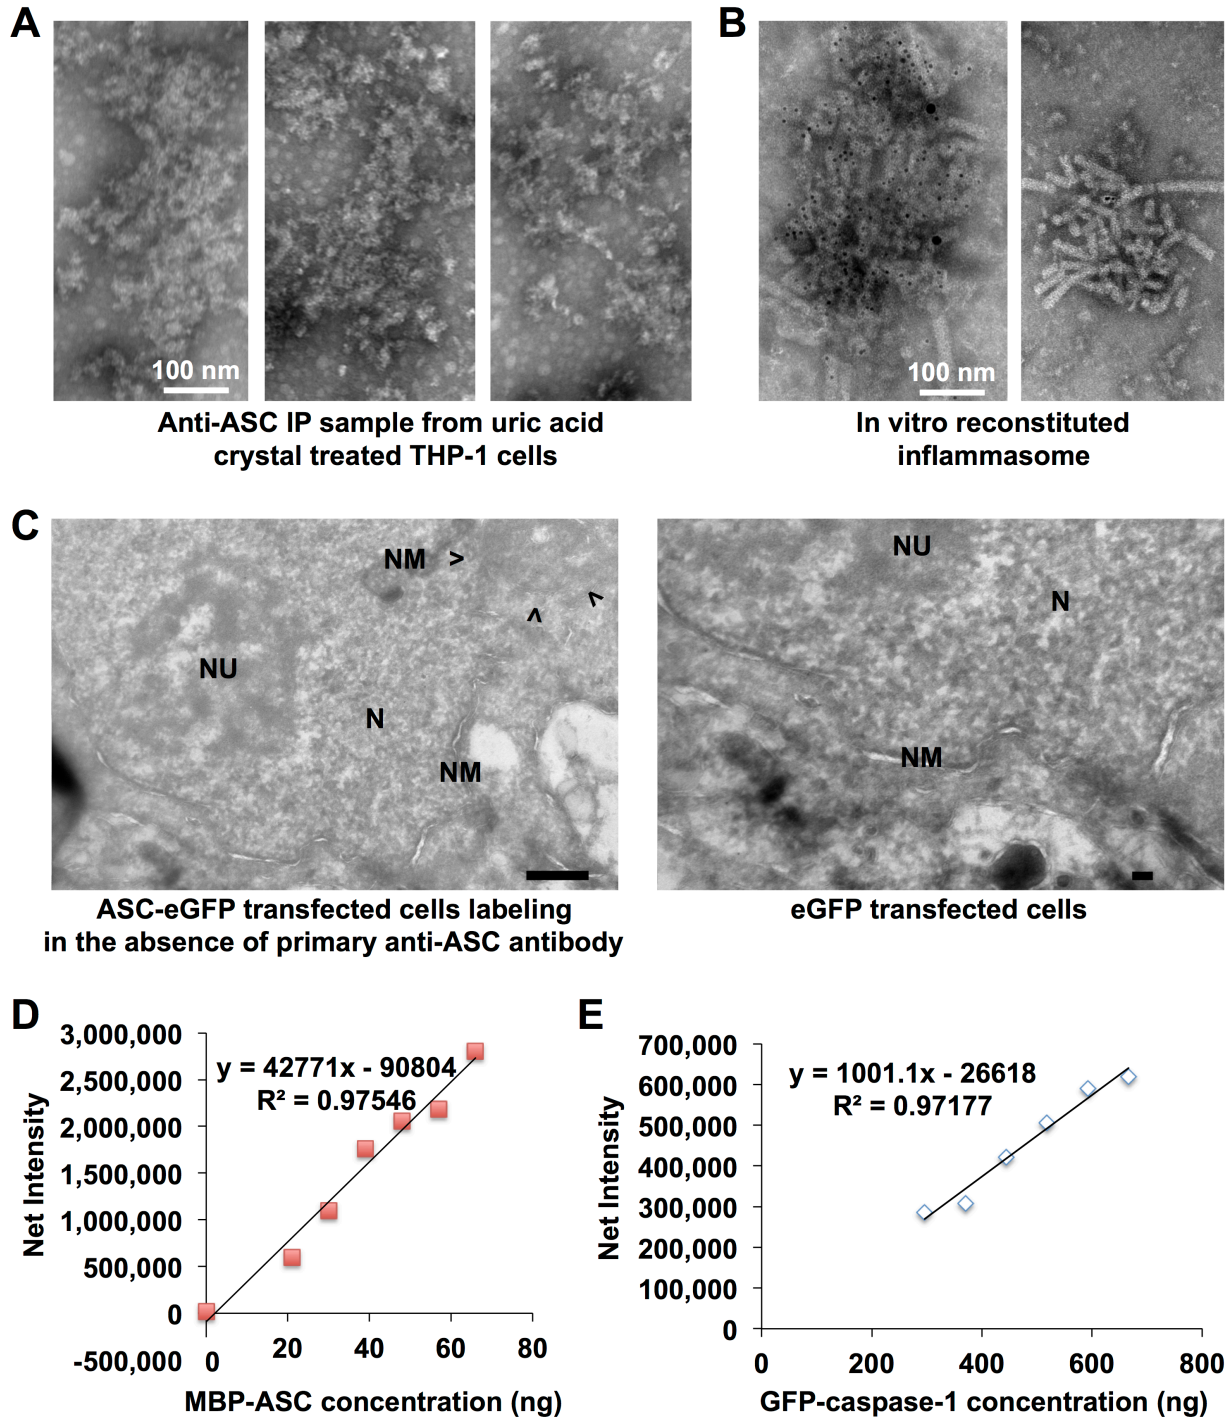 A
B
100 nm
100 nm
Anti-ASC IP sample from uric acid
crystal treated THP-1 cells
In vitro reconstituted
inflammasome
C
NM >
^
^
NU
N
NM
NU
N
NM
ASC-eGFP transfected cells labeling
in the absence of primary anti-ASC antibody
eGFP transfected cells
D
3,000,000
2,500,000
2,000,000
1,500,000
1,000,000
500,000
0
-500,000
y = 42771x - 90804
R² = 0.97546
Net Intensity
0 20 40 60 80
MBP-ASC concentration (ng)
E
700,000
600,000
500,000
400,000
300,000
200,000
100,000
0
y = 1001.1x - 26618
R² = 0.97177
Net Intensity
0 200 400 600 800
GFP-caspase-1 concentration (ng)